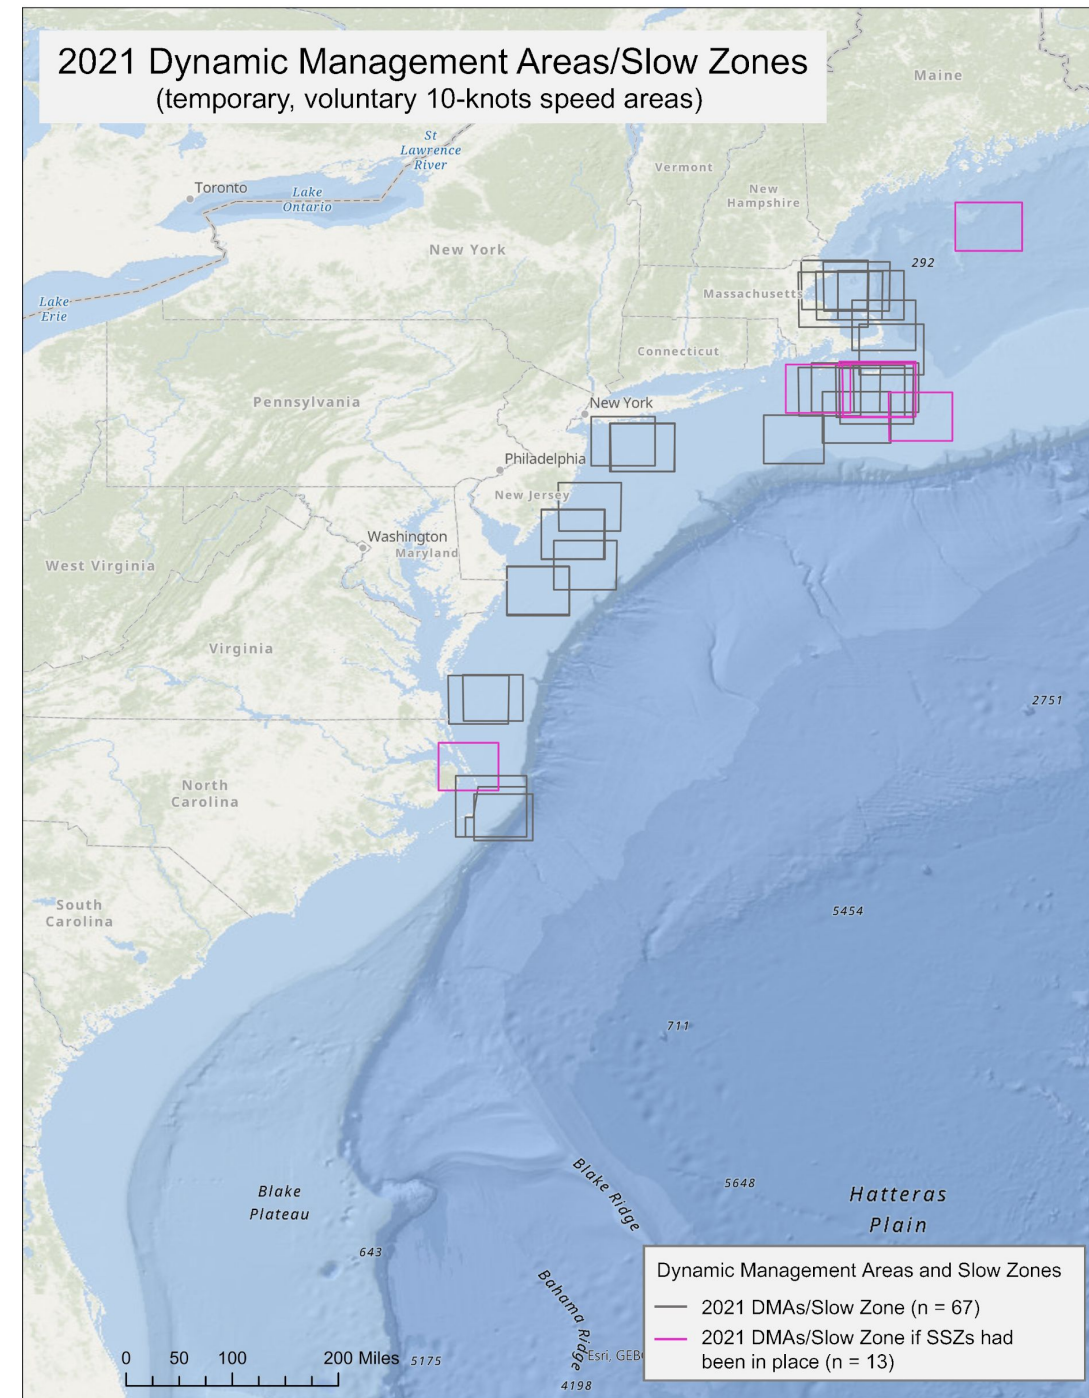 2021 Dynamic Management Areas/Slow Zones
(temporary, voluntary 10-knots speed areas)
Maine
St
Lawrence
River
Vermont
Toronto
Lake
Ontario
New
Hampshire
New York
292
Lake
Erie
Massachusetts
Connecticut
Pennsylvania
New York
Philadelphia
New Jersey
Washington
Maryland
West Virginia
Virginia
2751
North
Carolina
South
Carolina
5454
711
Blake
Plateau
Blake Ridge
5648
Hatteras
Plain
643
Bahama Ridge
Dynamic Management Areas and Slow Zones
2021 DMAs/Slow Zone (n = 67)
2021 DMAs/Slow Zone if SSZs had
been in place (n = 13)
0 50 100 200 Miles
5175
Esri, GEB
4198